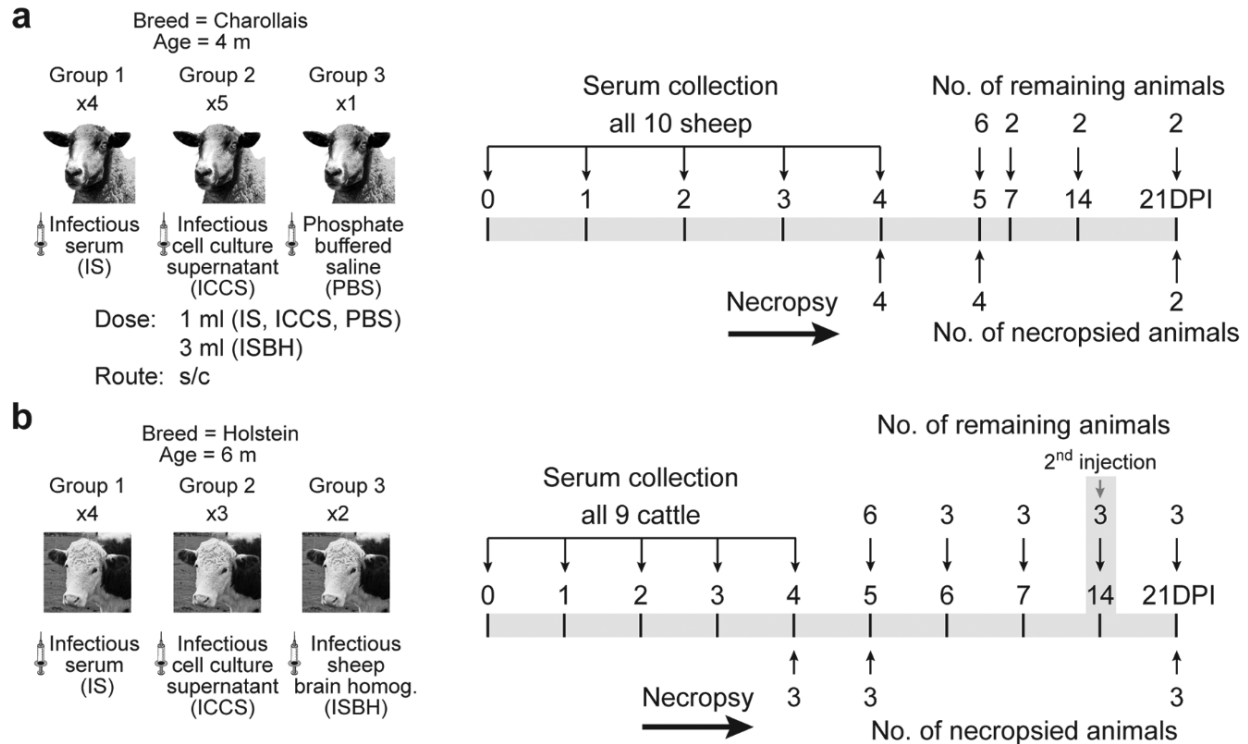 a
Breed = Charollais
Age = 4 m
Group 1 Group 2 Group 3
x4 x5 x1
Infectious serum (IS)
Infectious cell culture supernatant (ICCS)
Phosphate buffered saline (PBS)
Dose: 1 ml (IS, ICCS, PBS)
3 ml (ISBH)
Route: s/c
Serum collection
all 10 sheep
No. of remaining animals
6 2 2 2
0 1 2 3 4 5 7 14 21DPI
Necropsy 4 4 2
No. of necropsied animals
b
Breed = Holstein
Age = 6 m
Group 1 Group 2 Group 3
x4 x3 x2
Infectious serum (IS)
Infectious cell culture supernatant (ICCS)
Infectious sheep brain homog. (ISBH)
Serum collection
all 9 cattle
No. of remaining animals
2nd injection
6 3 3 3 3
0 1 2 3 4 5 6 7 14 21DPI
Necropsy 3 3 3
No. of necropsied animals